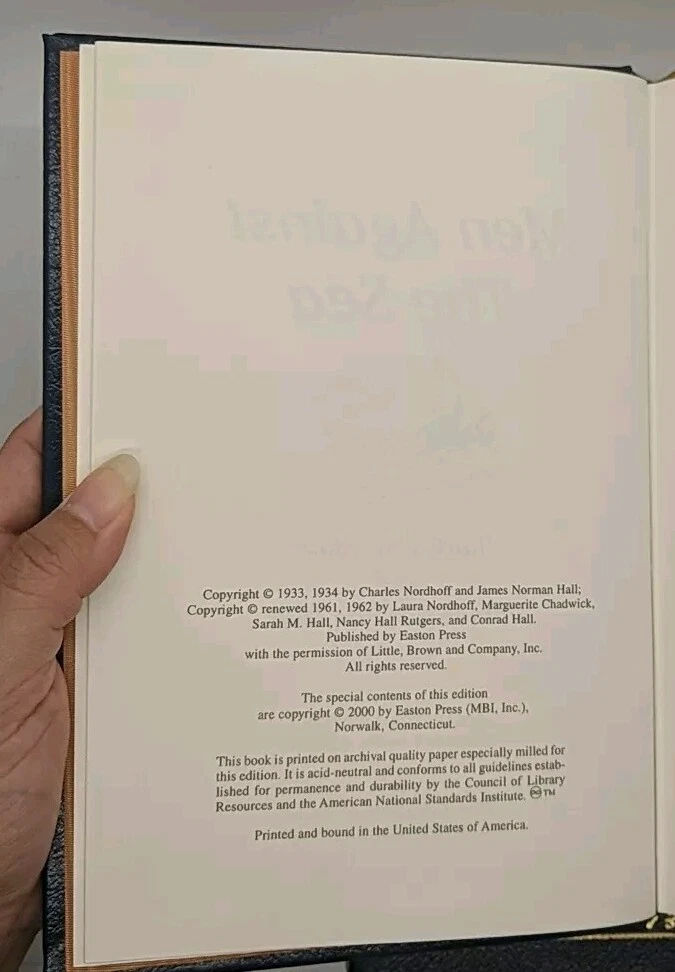 Men Against
The Sea
Copyright © 1933, 1934 by Charles Nordhoff and James Norman Hall;
Copyright © renewed 1961, 1962 by Laura Nordhoff, Marguerite Chadwick,
Sarah M. Hall, Nancy Hall Rutgers, and Conrad Hall.
Published by Easton Press
with the permission of Little, Brown and Company, Inc.
All rights reserved.
The special contents of this edition
are copyright © 2000 by Easton Press (MBI, Inc.),
Norwalk, Connecticut.
This book is printed on archival quality paper especially milled for
this edition. It is acid-neutral and conforms to all guidelines estab-
lished for permanence and durability by the Council of Library
Resources and the American National Standards Institute. ♾™
Printed and bound in the United States of America.